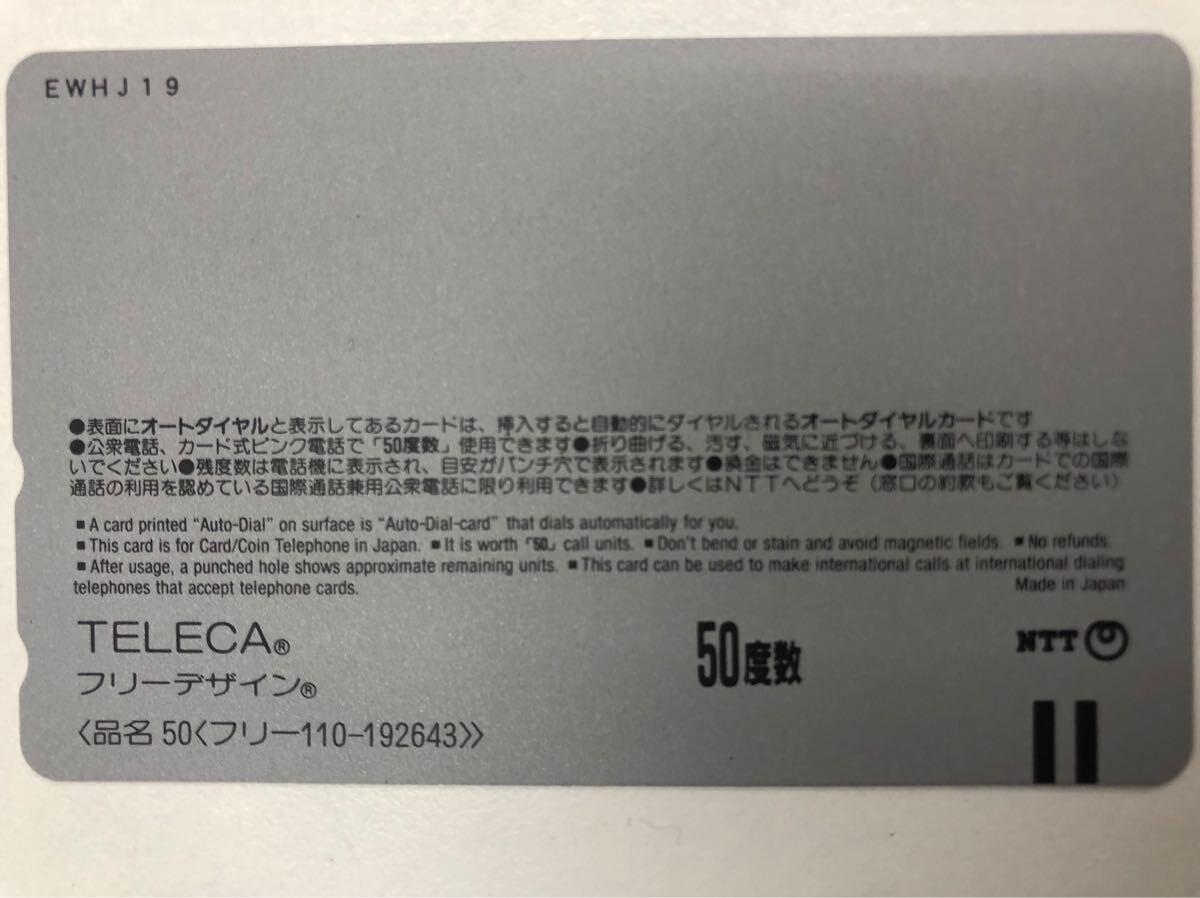 EWHJ19
●表面にオートダイヤルと表示してあるカードは、挿入すると自動的にダイヤルされるオートダイヤルカードです
●公衆電話、カード式ピンク電話で「50度数」使用できます●折り曲げる、汚す、磁気に近づける、裏面へ印刷する等はしな
いでください●残度数は電話機に表示され、目安がパンチ穴で表示されます●換金はできません●国際通話はカードでの国際
通話の利用を認めている国際通話兼用公衆電話に限り利用できます●詳しくはNTTへどうぞ（窓口の約款もご覧ください）
■A card printed “Auto-Dial” on surface is “Auto-Dial-card” that dials automatically for you.
■This card is for Card/Coin Telephone in Japan. ■It is worth「50」call units. ■Don't bend or stain and avoid magnetic fields. ■No refunds.
■After usage, a punched hole shows approximate remaining units. ■This card can be used to make international calls at international dialing
telephones that accept telephone cards. Made in Japan
TELECA®
フリーデザイン®
50度数
NTT
〈品名 50〈フリー110-192643〉〉